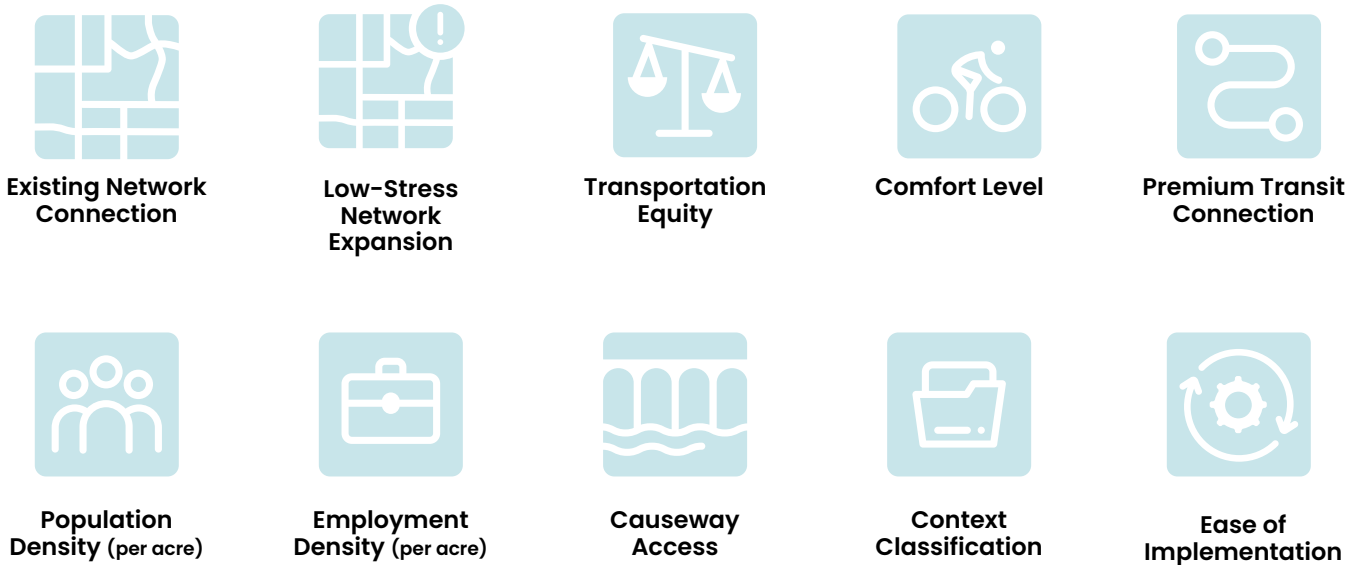 Existing Network
Connection
Low-Stress
Network
Expansion
Transportation
Equity
Comfort Level
Premium Transit
Connection
Population
Density (per acre)
Employment
Density (per acre)
Causeway
Access
Context
Classification
Ease of
Implementation